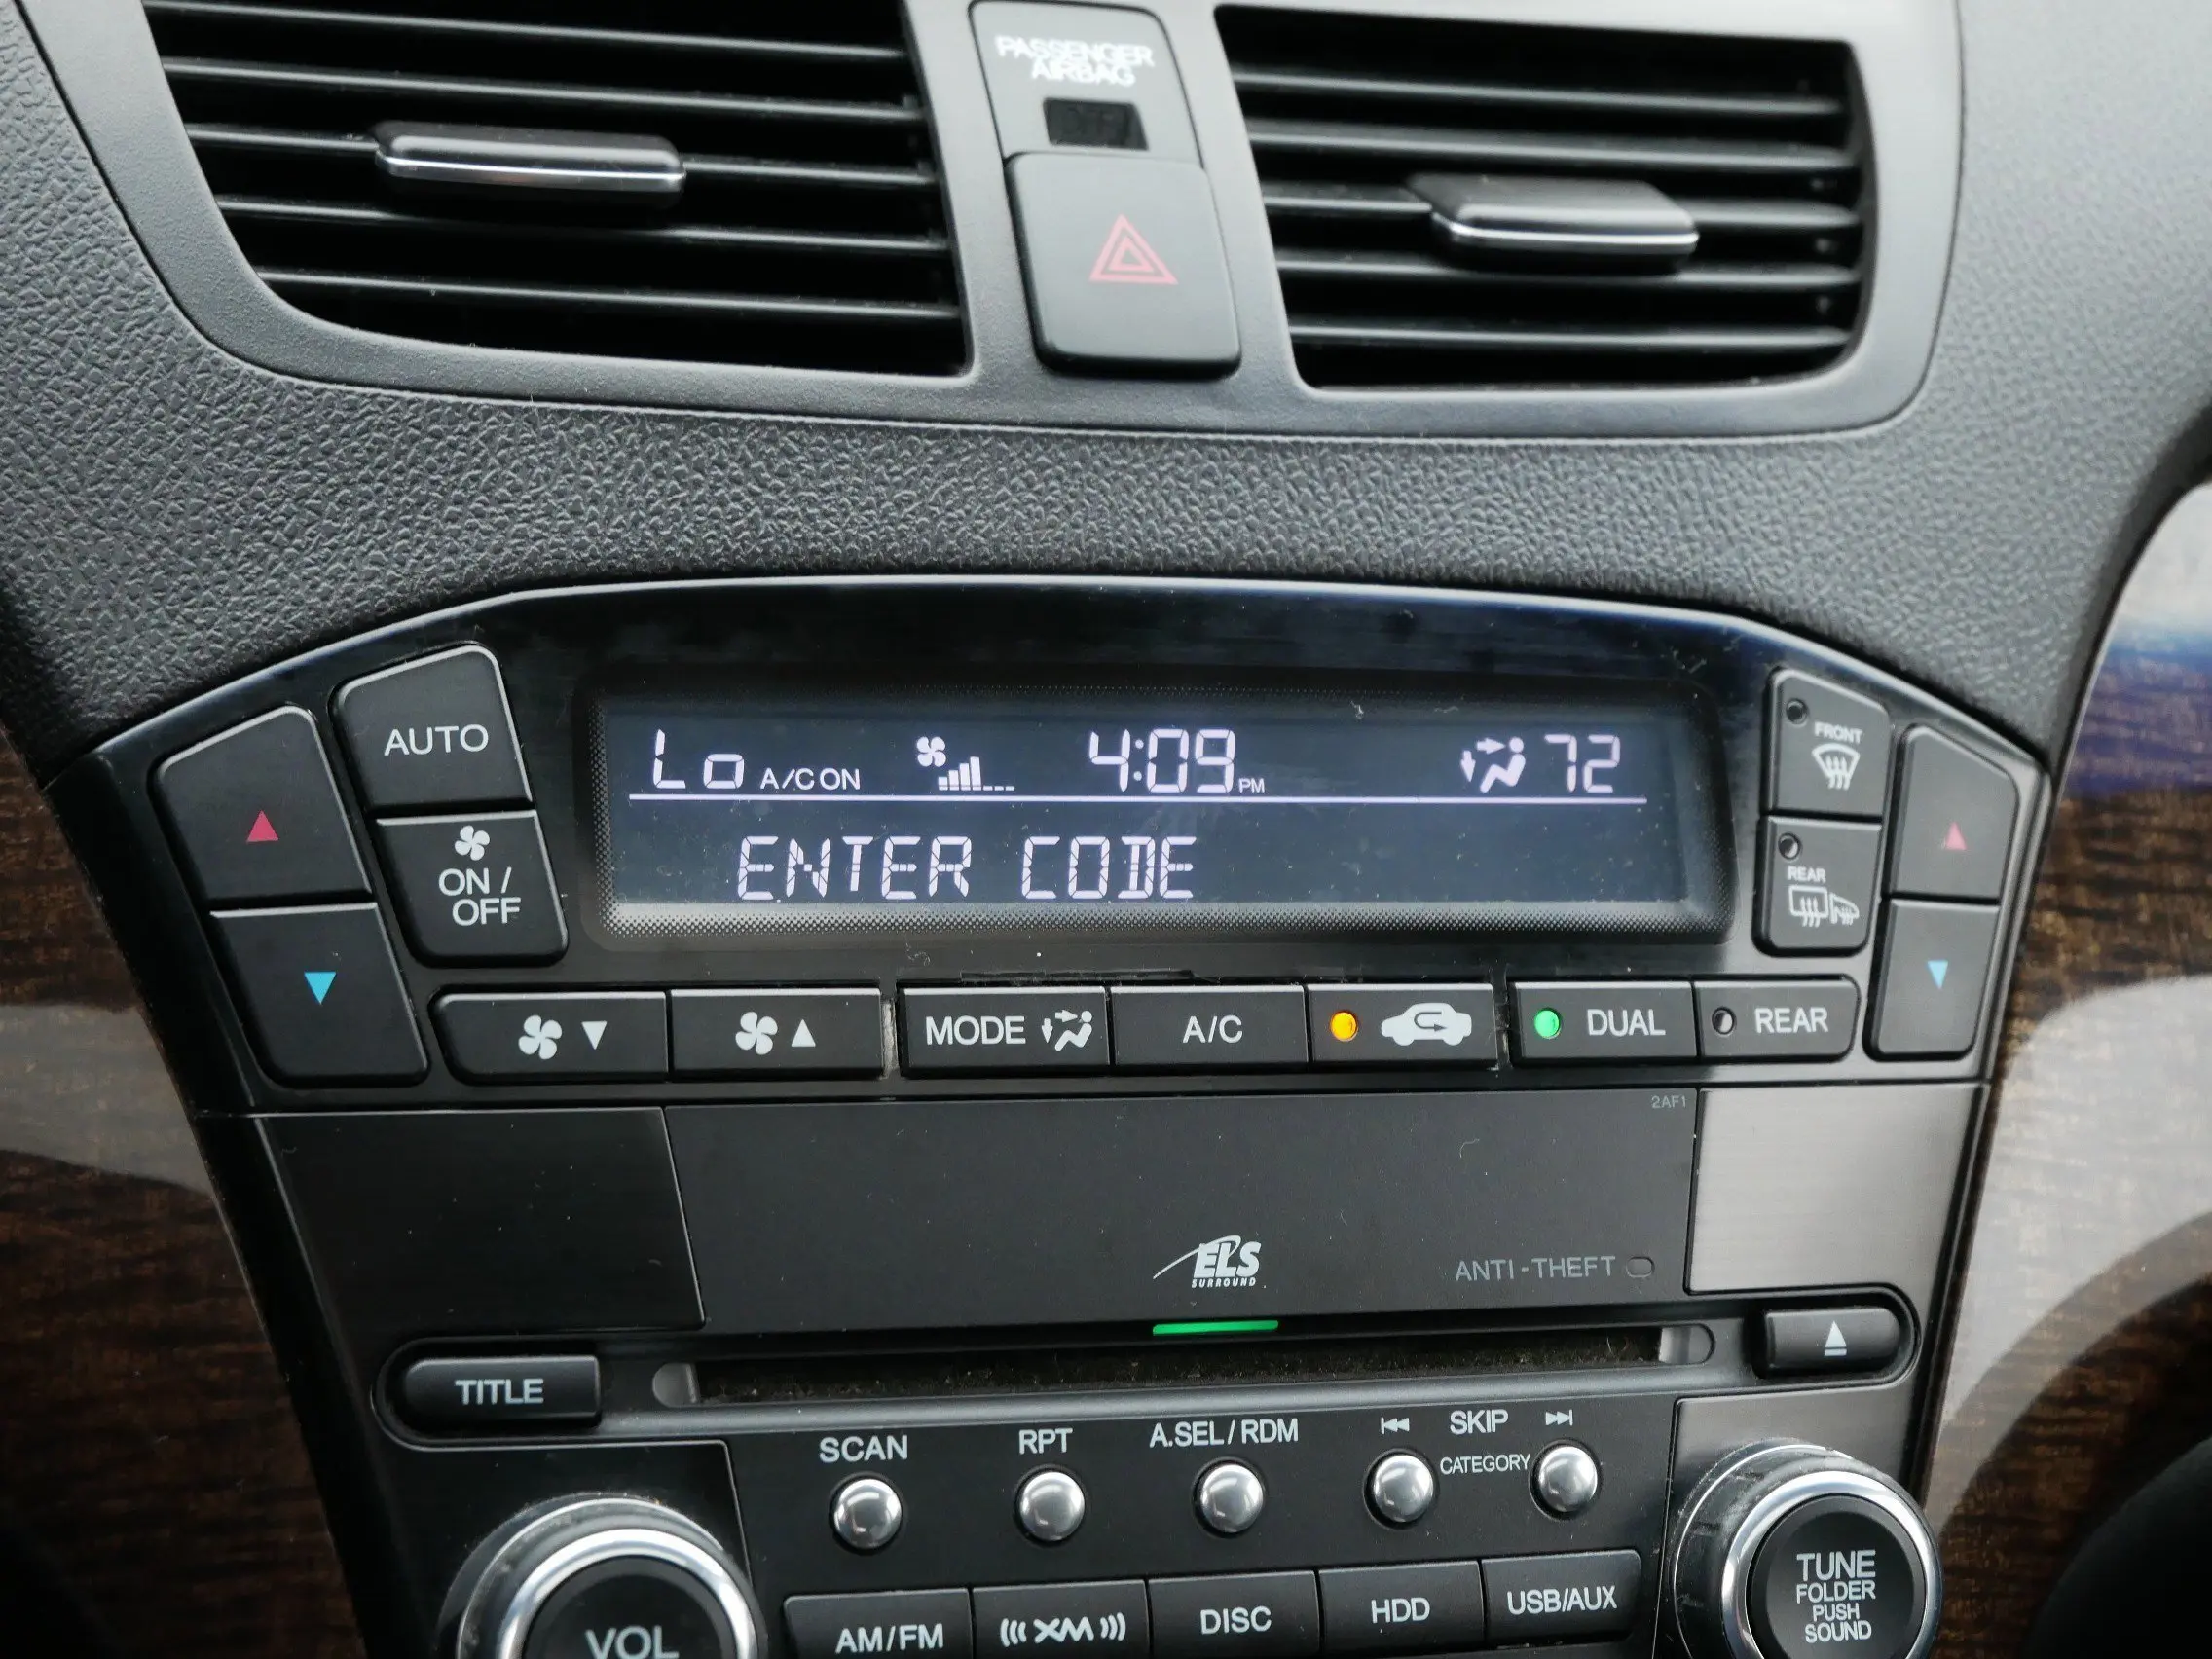 PASSENGER
AIRBAG
OFF
AUTO
ON /
OFF
Lo A/C ON 4:09 PM 72
ENTER CODE
FRONT
REAR
MODE
A/C
DUAL
REAR
2AF1
ELS
SURROUND
ANTI-THEFT
TITLE
SCAN
RPT
A.SEL/RDM
SKIP
CATEGORY
VOL
AM/FM
XM
DISC
HDD
USB/AUX
TUNE
FOLDER
PUSH
SOUND